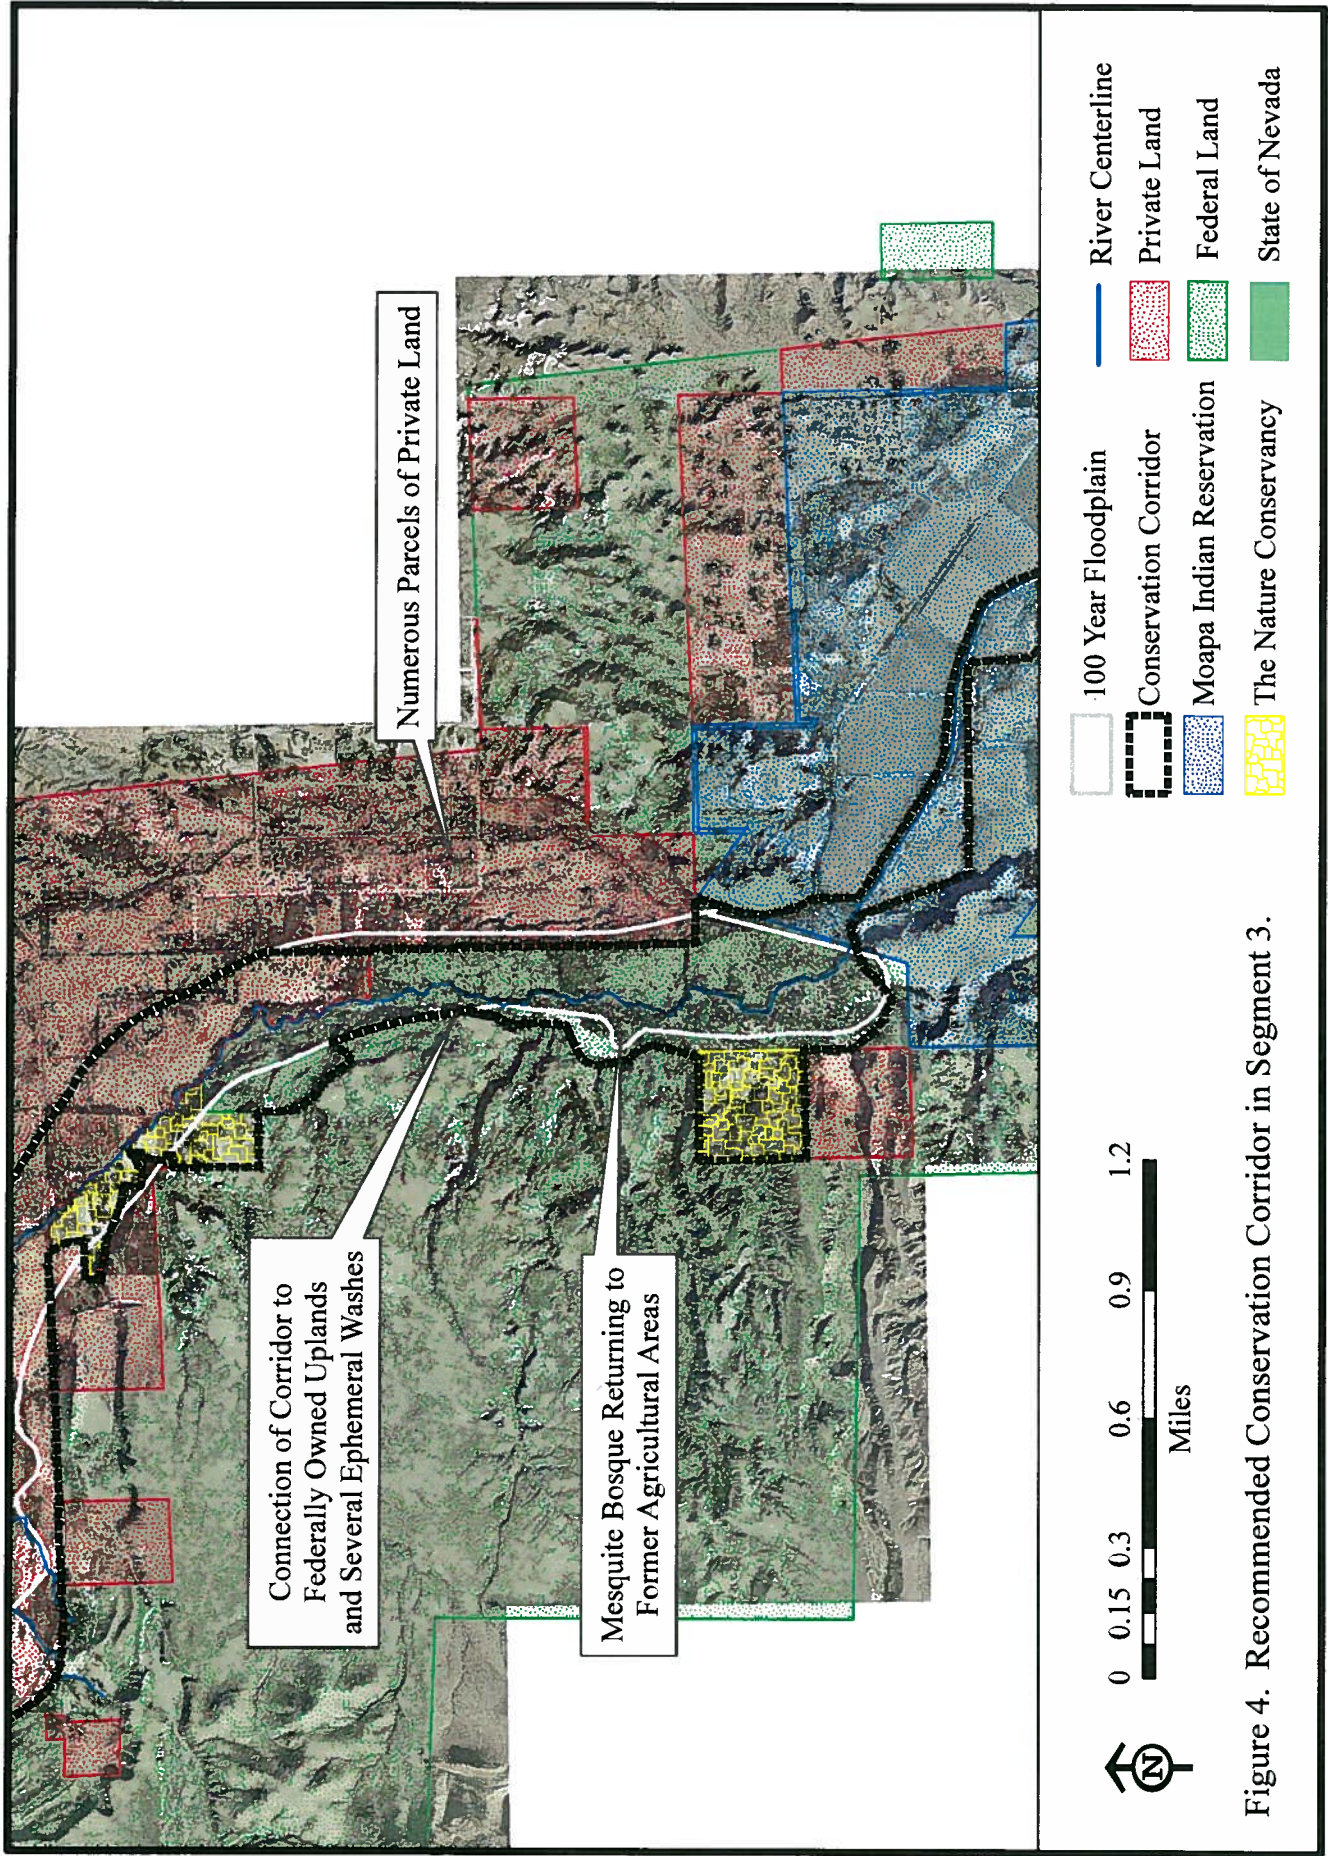 Numerous Parcels of Private Land
Connection of Corridor to
Federally Owned Uplands
and Several Ephemeral Washes
Mesquite Bosque Returning to
Former Agricultural Areas
N
0 0.15 0.3 0.6 0.9 1.2
Miles
100 Year Floodplain
Conservation Corridor
Moapa Indian Reservation
The Nature Conservancy
River Centerline
Private Land
Federal Land
State of Nevada
Figure 4. Recommended Conservation Corridor in Segment 3.